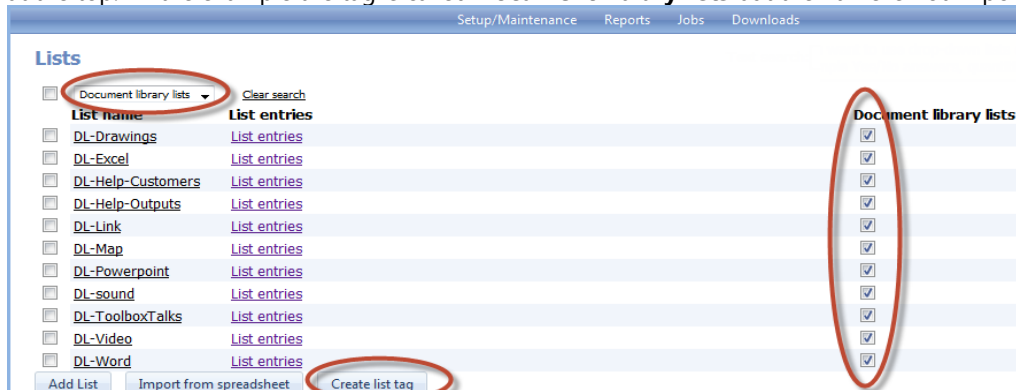 Setup/Maintenance Reports Jobs Downloads
Lists
Document library lists Clear search
List name List entries Document library lists
DL-Drawings List entries
DL-Excel List entries
DL-Help-Customers List entries
DL-Help-Outputs List entries
DL-Link List entries
DL-Map List entries
DL-Powerpoint List entries
DL-sound List entries
DL-ToolboxTalks List entries
DL-Video List entries
DL-Word List entries
Add List Import from spreadsheet Create list tag